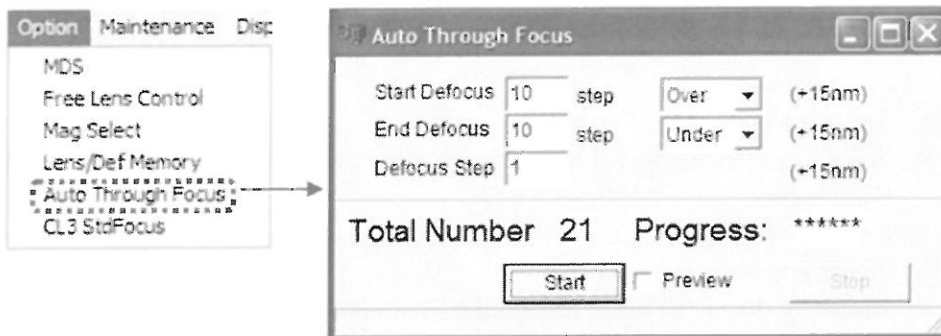 Option Maintenance Disp
MDS
Free Lens Control
Mag Select
Lens/Def Memory
Auto Through Focus
CL3 StdFocus
Auto Through Focus
Start Defocus 10 step Over (+15nm)
End Defocus 10 step Under (+15nm)
Defocus Step 1 (+15nm)
Total Number 21 Progress: ******
Start Preview Stop